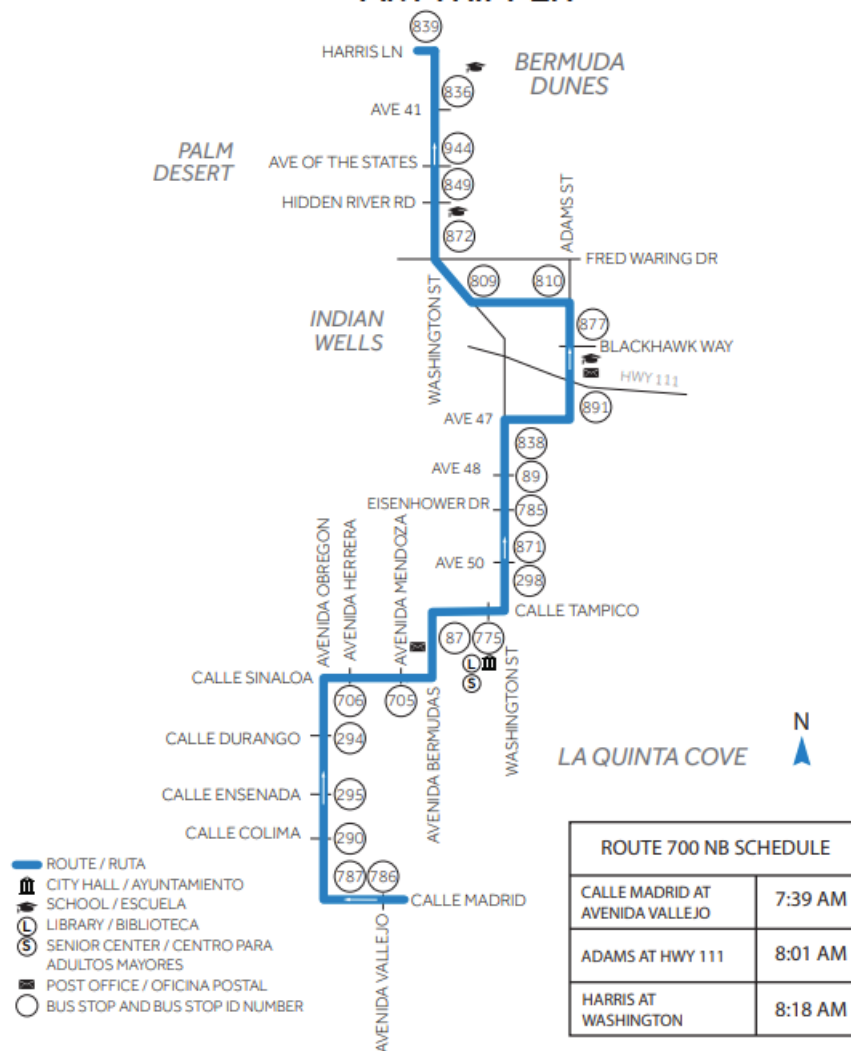 839
HARRIS LN
BERMUDA
DUNES
836
AVE 41
PALM
DESERT
944
AVE OF THE STATES
849
HIDDEN RIVER RD
872
ADAMS ST
FRED WARING DR
809
810
WASHINGTON ST
INDIAN
WELLS
877
BLACKHAWK WAY
HWY 111
891
AVE 47
838
AVE 48
89
EISENHOWER DR
785
871
AVE 50
298
CALLE TAMPICO
AVENIDA OBREGON
AVENIDA HERRERA
AVENIDA MENDOZA
87
775
L
S
CALLE SINALOA
706
705
AVENIDA BERMUDAS
WASHINGTON ST
CALLE DURANGO
294
LA QUINTA COVE
N
CALLE ENSENADA
295
CALLE COLIMA
290
787
786
CALLE MADRID
AVENIDA VALLEJO
ROUTE / RUTA
CITY HALL / AYUNTAMIENTO
SCHOOL / ESCUELA
L LIBRARY / BIBLIOTECA
S SENIOR CENTER / CENTRO PARA
ADULTOS MAYORES
POST OFFICE / OFICINA POSTAL
BUS STOP AND BUS STOP ID NUMBER
ROUTE 700 NB SCHEDULE
CALLE MADRID AT
AVENIDA VALLEJO
7:39 AM
ADAMS AT HWY 111
8:01 AM
HARRIS AT
WASHINGTON
8:18 AM